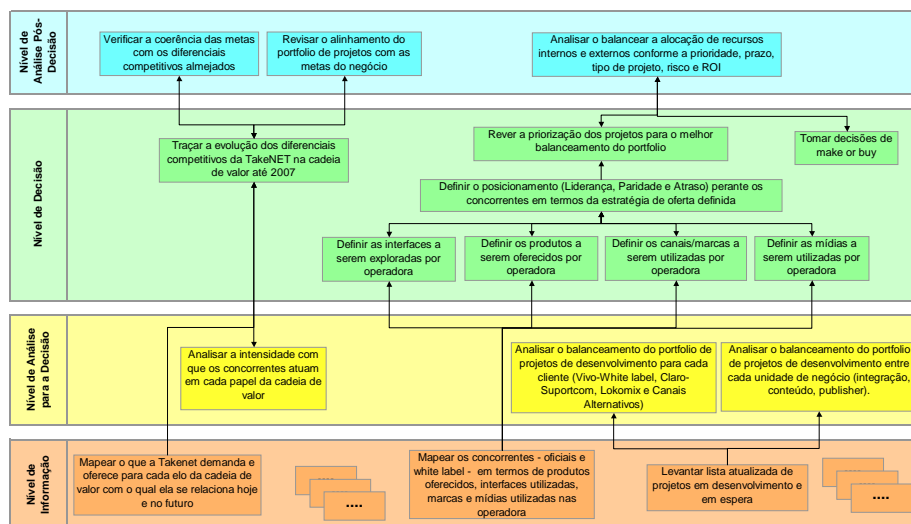 Nível de
Análise Pós-
Decisão
Verificar a coerência das metas
com os diferenciais
competitivos almejados
Revisar o alinhamento do
portfolio de projetos com as
metas do negócio
Analisar o balancear a alocação de recursos
internos e externos conforme a prioridade, prazo,
tipo de projeto, risco e ROI
Nível de Decisão
Traçar a evolução dos diferenciais
competitivos da TakeNET na cadeia
de valor até 2007
Rever a priorização dos projetos para o melhor
balanceamento do portfolio
Tomar decisões de
make or buy
Definir o posicionamento (Liderança, Paridade e Atraso) perante os
concorrentes em termos da estratégia de oferta definida
Definir as interfaces a
serem exploradas por
operadora
Definir os produtos a
serem oferecidos por
operadora
Definir os canais/marcas a
serem utilizadas por
operadora
Definir as mídias a
serem utilizadas por
operadora
Nível de Análise
para a Decisão
Analisar a intensidade com
que os concorrentes atuam
em cada papel da cadeia de
valor
Analisar o balanceamento do portfolio de
projetos de desenvolvimento para cada
cliente (Vivo-White label, Claro-
Suportcom, Lokomix e Canais
Alternativos)
Analisar o balanceamento do portfolio
de projetos de desenvolvimento entre
cada unidade de negócio (integração,
conteúdo, publisher).
Nível de
Informação
Mapear o que a Takenet demanda e
oferece para cada elo da cadeia de
valor com o qual ela se relaciona hoje
e no futuro
....
Mapear os concorrentes - oficiais e
white label - em termos de produtos
oferecidos, interfaces utilizadas,
marcas e mídias utilizadas nas
operadora
Levantar lista atualizada de
projetos em desenvolvimento e
em espera
....